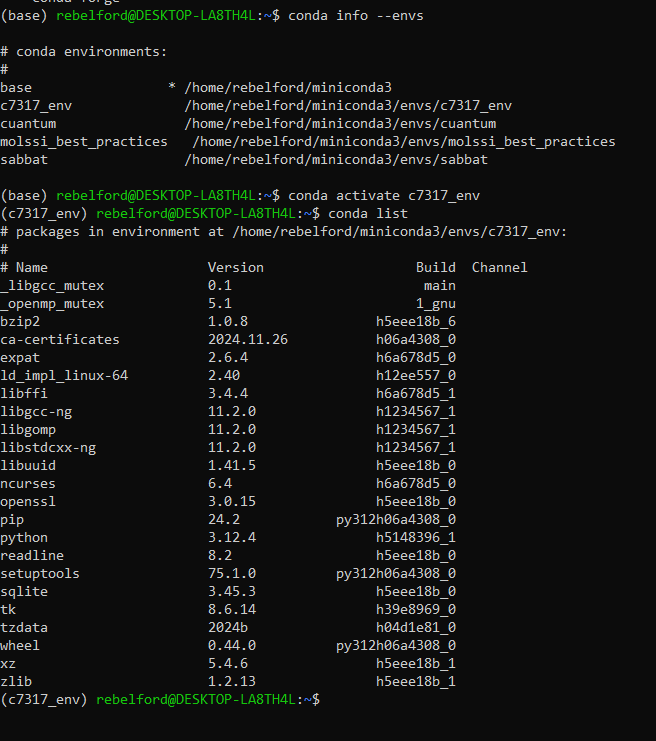 conda-forge
(base) rebelford@DESKTOP-LA8TH4L:~$ conda info --envs
# conda environments:
#
base * /home/rebelford/miniconda3
c7317_env /home/rebelford/miniconda3/envs/c7317_env
cuantum /home/rebelford/miniconda3/envs/cuantum
molssi_best_practices /home/rebelford/miniconda3/envs/molssi_best_practices
sabbat /home/rebelford/miniconda3/envs/sabbat
(base) rebelford@DESKTOP-LA8TH4L:~$ conda activate c7317_env
(c7317_env) rebelford@DESKTOP-LA8TH4L:~$ conda list
# packages in environment at /home/rebelford/miniconda3/envs/c7317_env:
#
# Name Version Build Channel
_libgcc_mutex 0.1 main
_openmp_mutex 5.1 1_gnu
bzip2 1.0.8 h5eee18b_6
ca-certificates 2024.11.26 h06a4308_0
expat 2.6.4 h6a678d5_0
ld_impl_linux-64 2.40 h12ee557_0
libffi 3.4.4 h6a678d5_1
libgcc-ng 11.2.0 h1234567_1
libgomp 11.2.0 h1234567_1
libstdcxx-ng 11.2.0 h1234567_1
libuuid 1.41.5 h5eee18b_0
ncurses 6.4 h6a678d5_0
openssl 3.0.15 h5eee18b_0
pip 24.2 py312h06a4308_0
python 3.12.4 h5148396_1
readline 8.2 h5eee18b_0
setuptools 75.1.0 py312h06a4308_0
sqlite 3.45.3 h5eee18b_0
tk 8.6.14 h39e8969_0
tzdata 2024b h04d1e81_0
wheel 0.44.0 py312h06a4308_0
xz 5.4.6 h5eee18b_1
zlib 1.2.13 h5eee18b_1
(c7317_env) rebelford@DESKTOP-LA8TH4L:~$